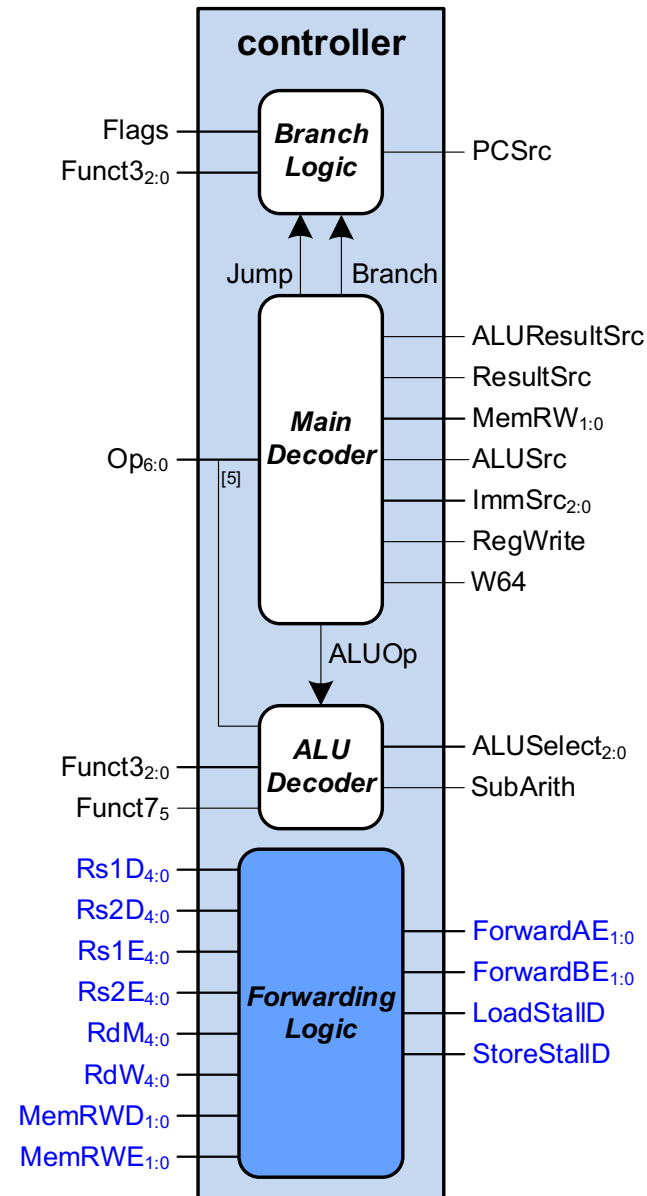 controller
Flags
Funct3₂:₀
Branch
Logic
PCSrc
Jump
Branch
Op₆:₀
[5]
Main
Decoder
ALUResultSrc
ResultSrc
MemRW₁:₀
ALUSrc
ImmSrc₂:₀
RegWrite
W64
ALUOp
Funct3₂:₀
Funct7₅
ALU
Decoder
ALUSelect₂:₀
SubArith
Rs1D₄:₀
Rs2D₄:₀
Rs1E₄:₀
Rs2E₄:₀
RdM₄:₀
RdW₄:₀
MemRWD₁:₀
MemRWE₁:₀
Forwarding
Logic
ForwardAE₁:₀
ForwardBE₁:₀
LoadStallD
StoreStallD